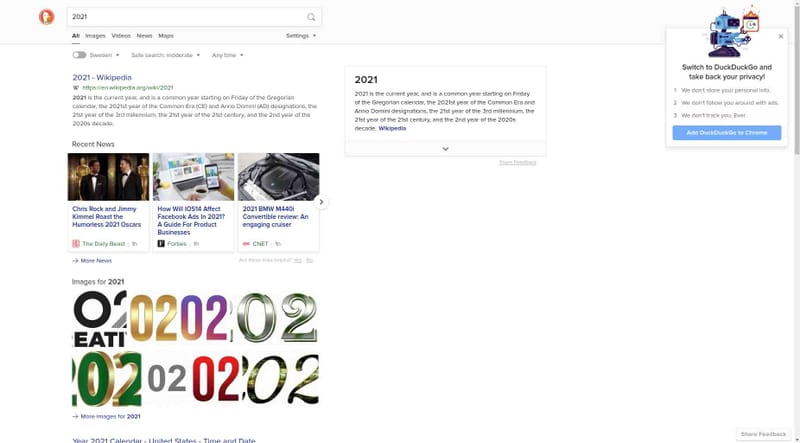 2021
All Images Videos News Maps Settings
Sweden Safe search: moderate Any time
2021 - Wikipedia
W https://en.wikipedia.org/wiki/2021
2021 is the current year, and is a common year starting on Friday of the Gregorian
calendar, the 2021st year of the Common Era (CE) and Anno Domini (AD) designations, the
21st year of the 3rd millennium, the 21st year of the 21st century, and the 2nd year of the
2020s decade.
Recent News
Chris Rock and Jimmy
Kimmel Roast the
Humorless 2021 Oscars
The Daily Beast · 1h
How Will IOS14 Affect
Facebook Ads In 2021?
A Guide For Product
Businesses
F Forbes · 1h
2021 BMW M440i
Convertible review: An
engaging cruiser
CNET · 1h
→ More News
Are these links helpful? Yes No
Images for 2021
02
EATI
0202
02
202
02
02
202
→ More Images for 2021
Year 2021 Calendar - United States - Time and Date
2021
2021 is the current year, and is a common year starting on Friday
of the Gregorian calendar, the 2021st year of the Common Era and
Anno Domini designations, the 21st year of the 3rd millennium, the
21st year of the 21st century, and the 2nd year of the 2020s
decade. Wikipedia
Share Feedback
Switch to DuckDuckGo and
take back your privacy!
1 We don't store your personal info.
2 We don't follow you around with ads.
3 We don't track you. Ever.
Add DuckDuckGo to Chrome
Share Feedback